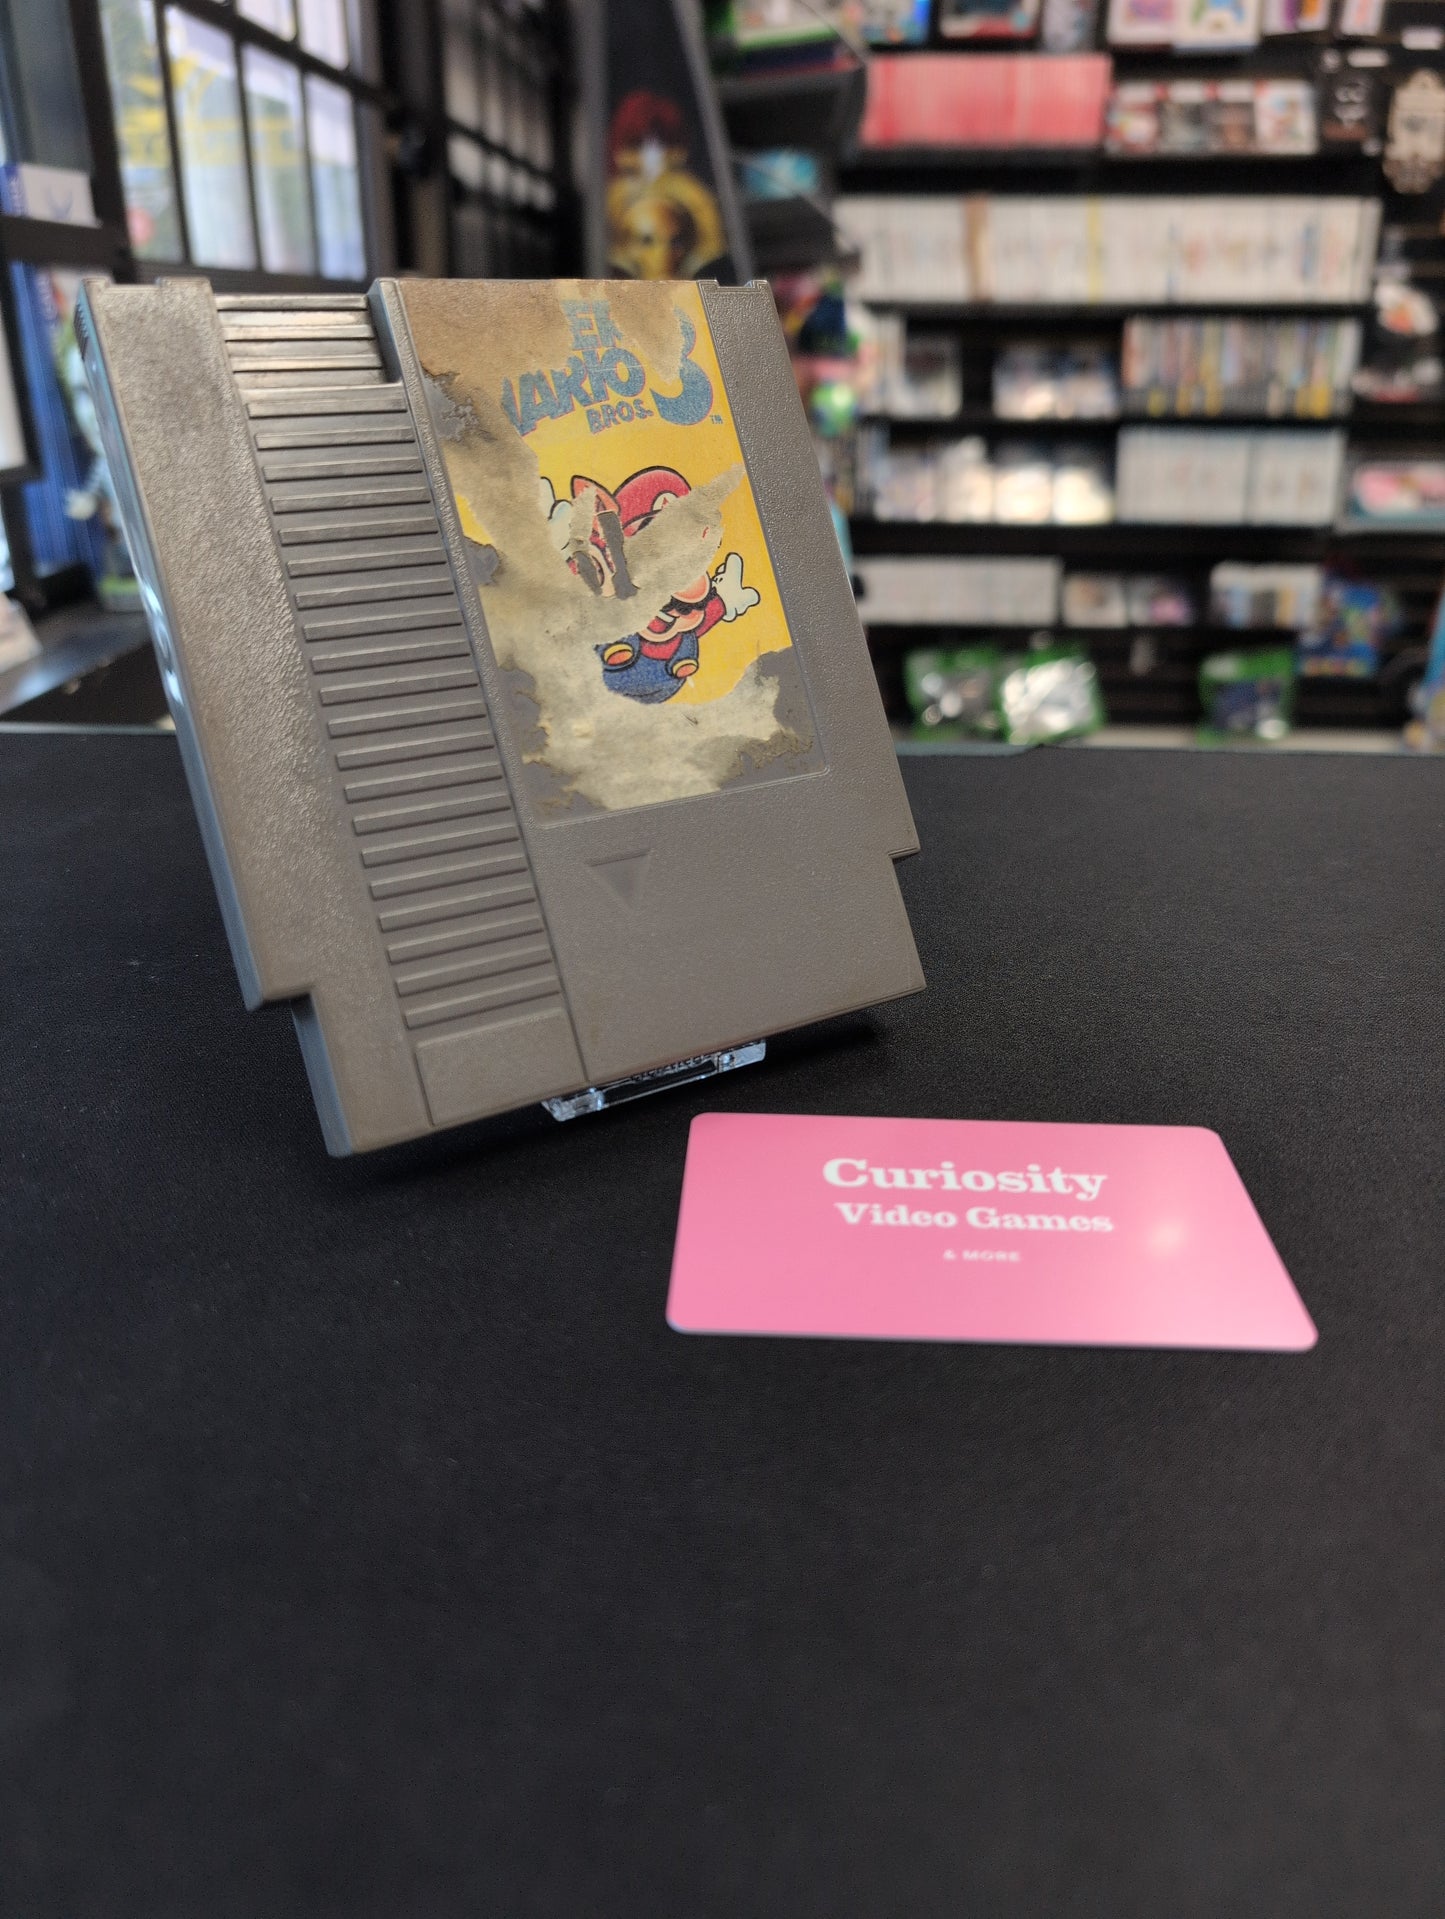 ER
MARIO
BROS. 3
™
Curiosity
Video Games
& MORE